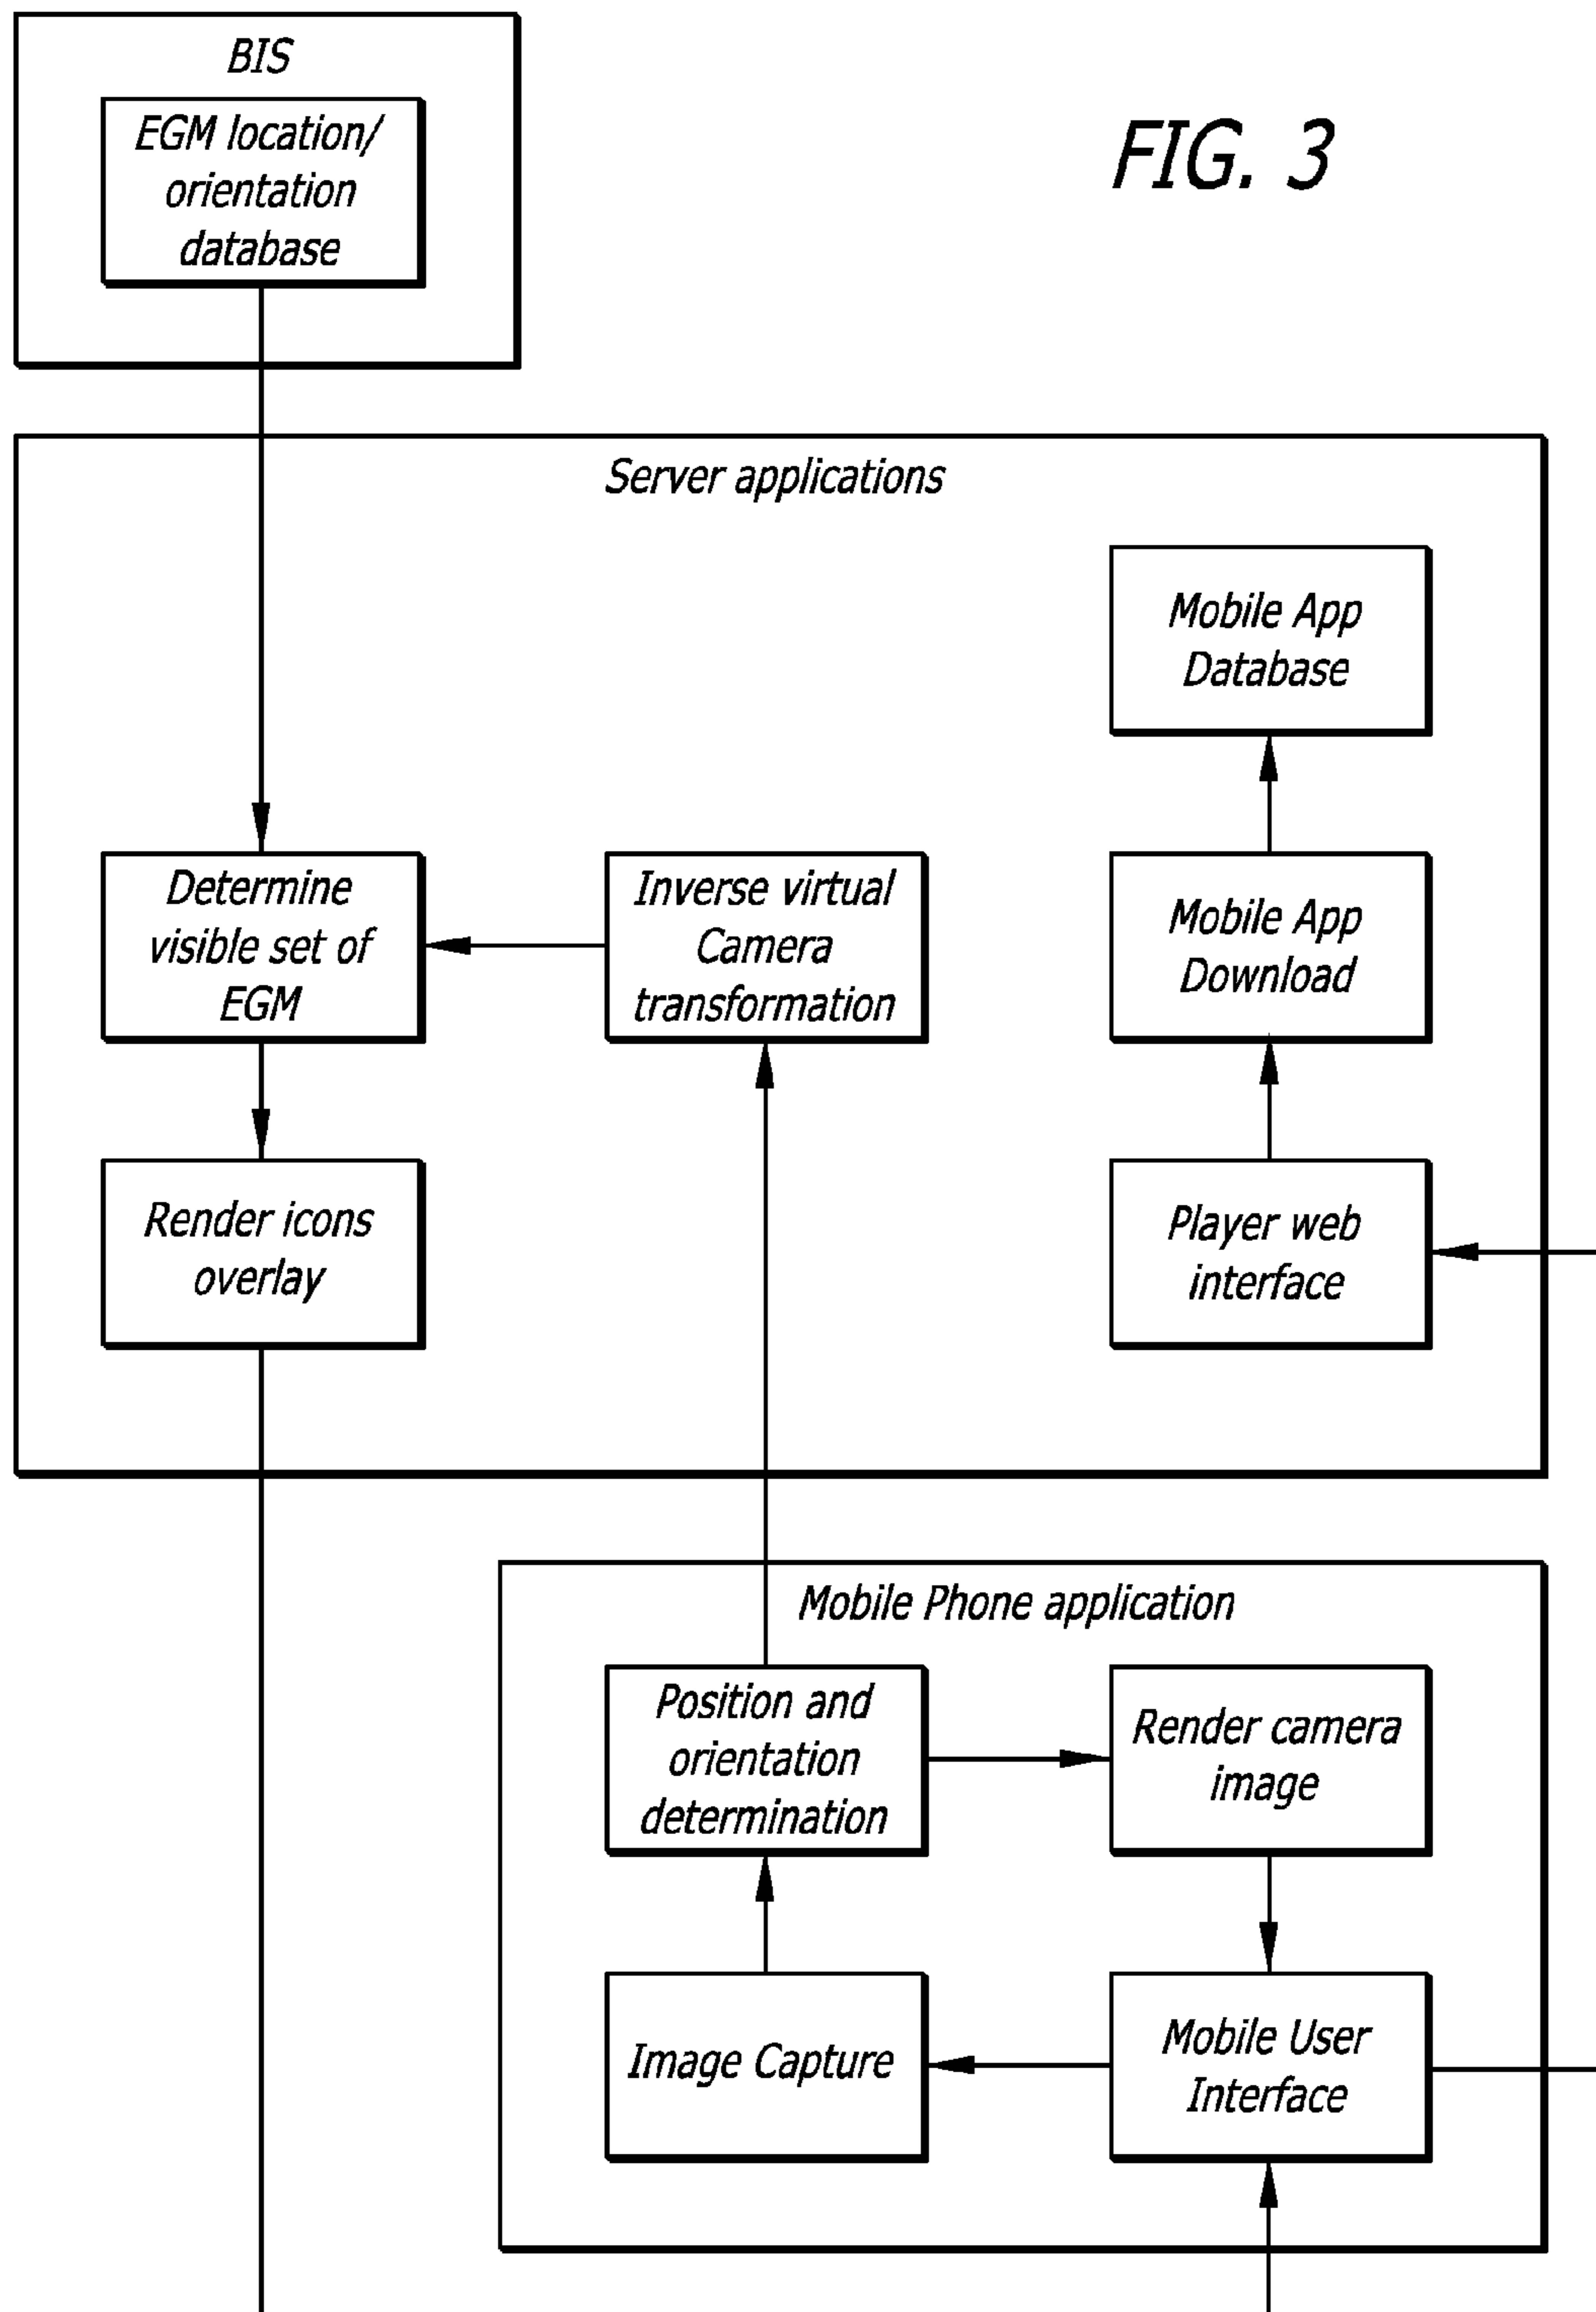 BIS
EGM location/
orientation
database
FIG. 3
Server applications
Mobile App
Database
Determine
visible set of
EGM
Inverse virtual
Camera
transformation
Mobile App
Download
Render icons
overlay
Player web
interface
Mobile Phone application
Position and
orientation
determination
Render camera
image
Image Capture
Mobile User
Interface